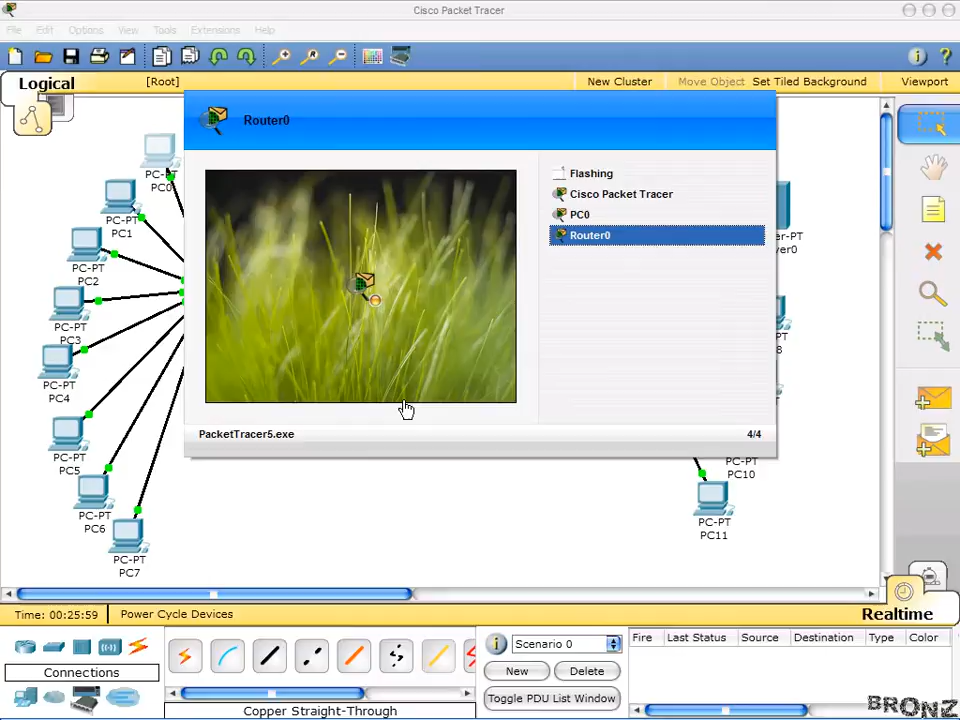 Cisco Packet Tracer
File Edit Options View Tools Extensions Help
Logical
[Root]
New Cluster
Move Object
Set Tiled Background
Viewport
Router0
Flashing
Cisco Packet Tracer
PC0
Router0
PacketTracer5.exe
4/4
PC-PT
PC0
PC-PT
PC1
PC-PT
PC2
PC-PT
PC3
PC-PT
PC4
PC-PT
PC5
PC-PT
PC6
PC-PT
PC7
er-PT
ver0
8
PC-PT
PC10
PC-PT
PC11
Time: 00:25:59
Power Cycle Devices
Realtime
Connections
Copper Straight-Through
Scenario 0
New
Delete
Toggle PDU List Window
Fire Last Status Source Destination Type Color
BRONZ